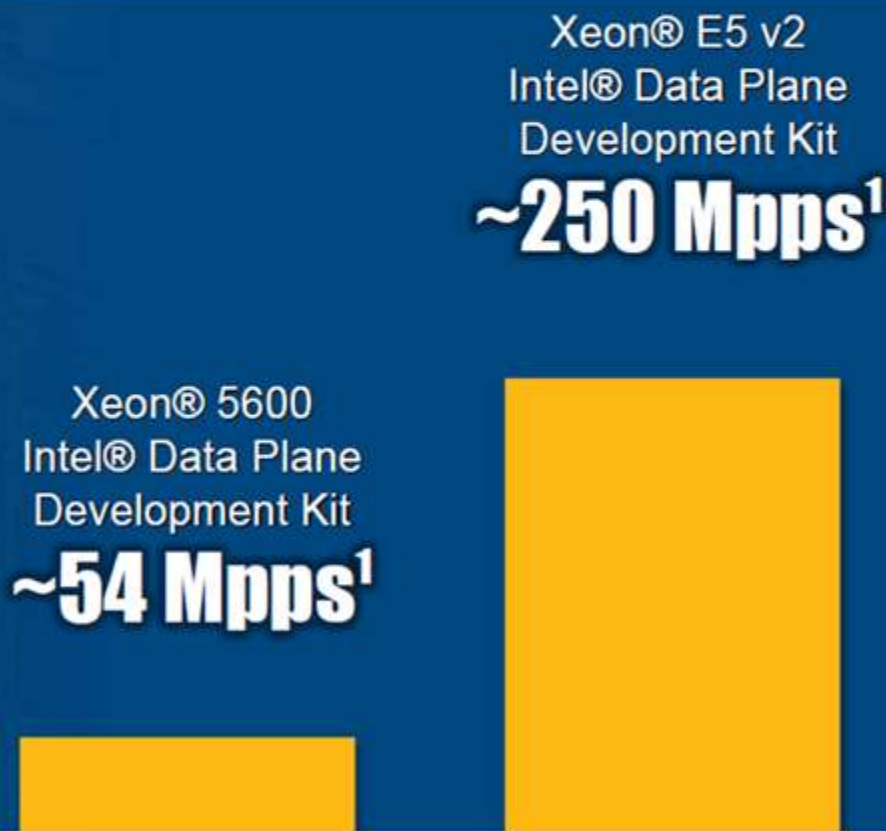 Xeon® E5 v2
Intel® Data Plane
Development Kit
~250 Mpps¹
Xeon® 5600
Intel® Data Plane
Development Kit
~54 Mpps¹